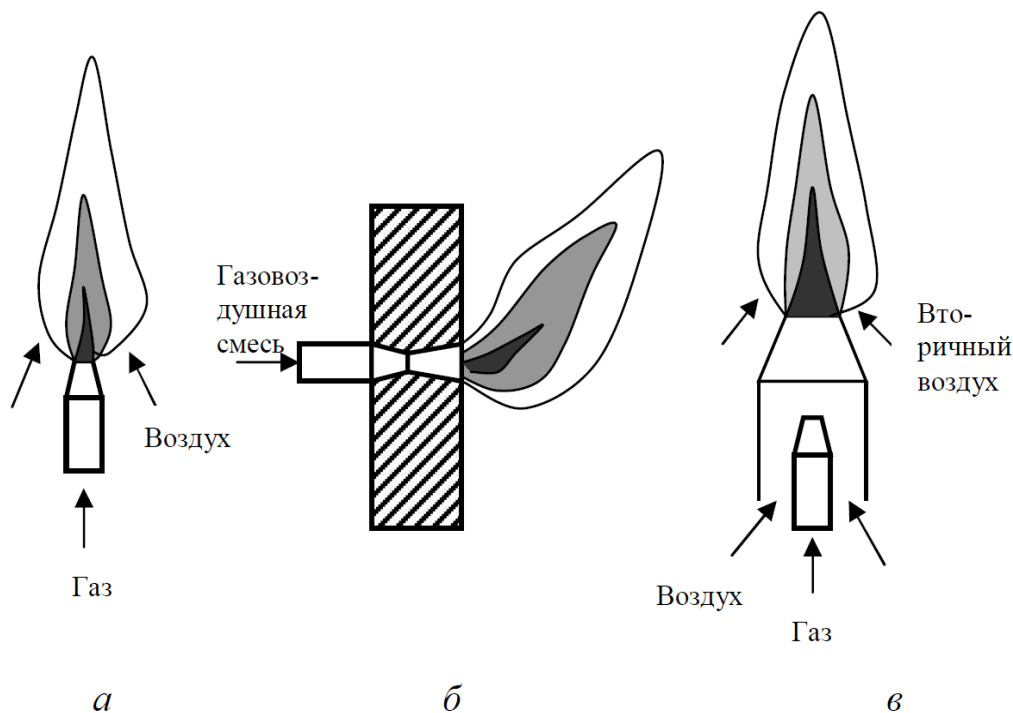 Газовоз-
душная
смесь
Воздух
Газ
Вто-
ричный
воздух
Воздух
Газ
а
б
в